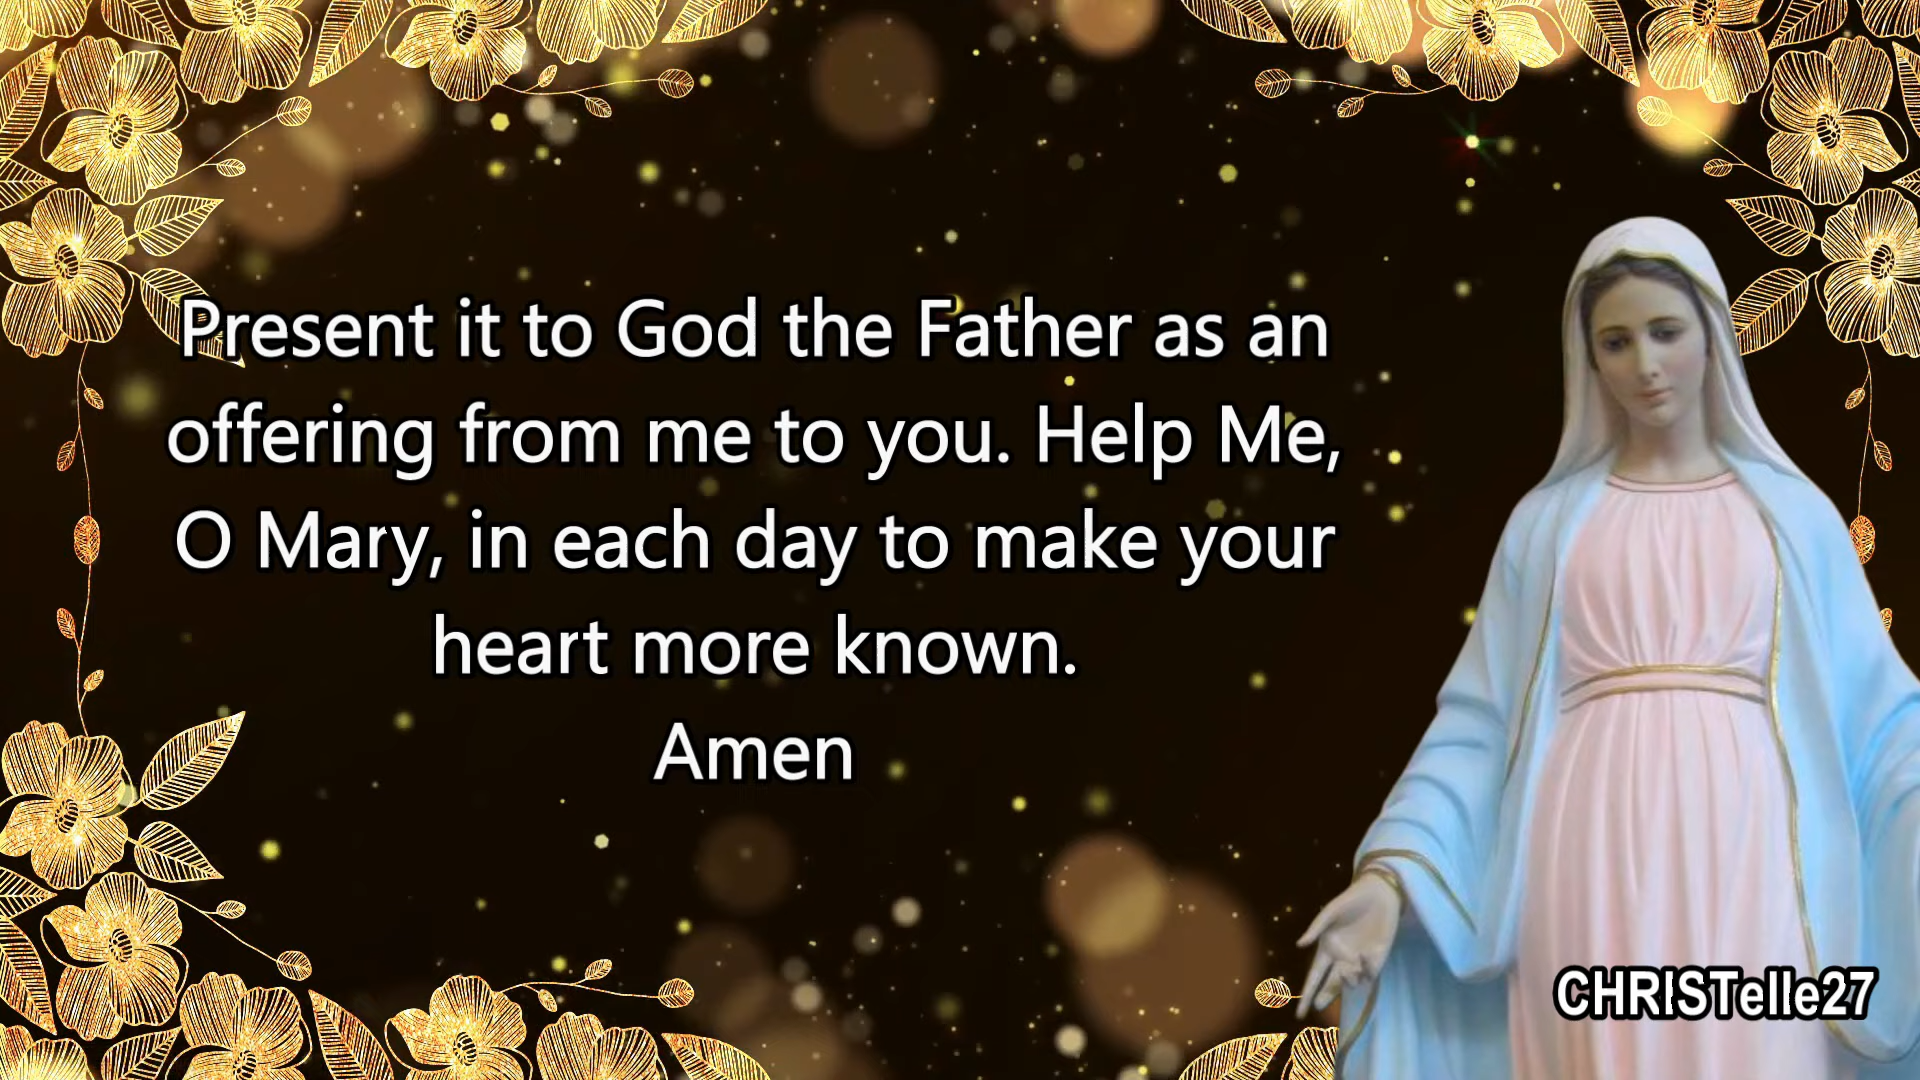 Present it to God the Father as an
offering from me to you. Help Me,
O Mary, in each day to make your
heart more known.
Amen
CHRISTelle27